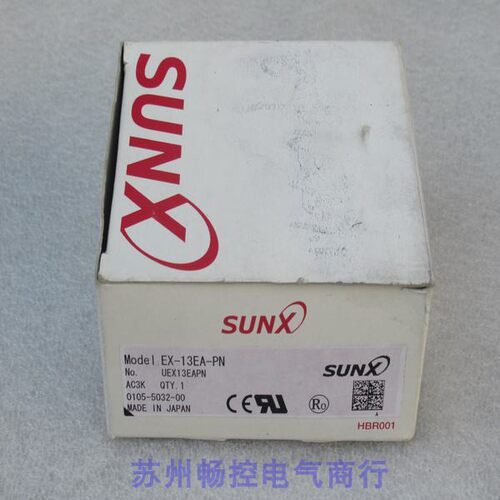 SUNX
SUNX
Model EX-13EA-PN
No. UEX13EAPN
AC3K QTY.1
0105-5032-00
MADE IN JAPAN
SUNX
HBR001
苏州畅控电气商行